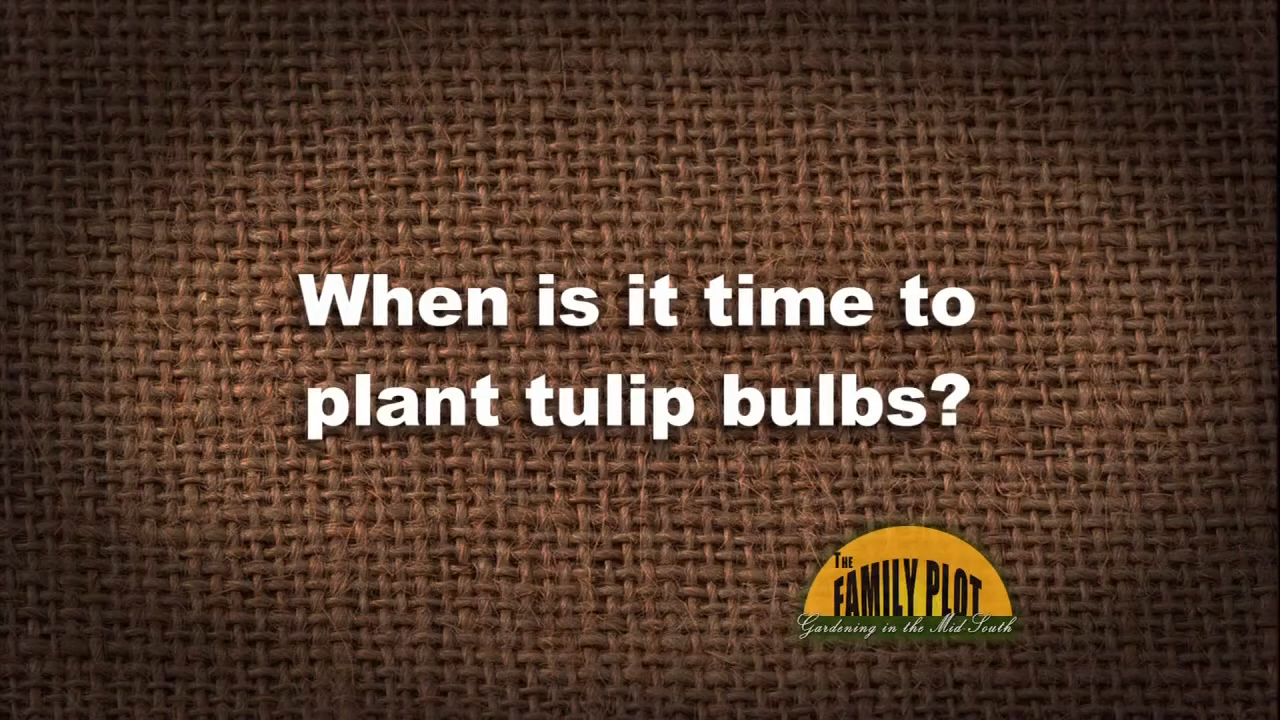 When is it time to
plant tulip bulbs?
THE
FAMILY PLOT
Gardening in the Mid-South